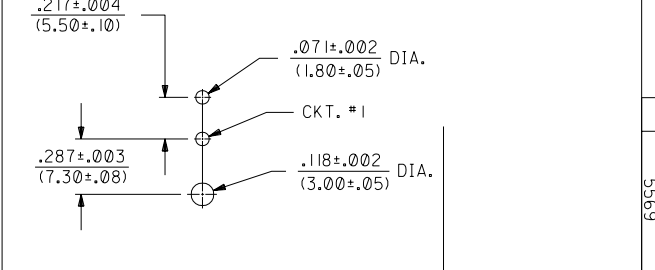 .217±.004
(5.50±.10)
.071±.002 DIA.
(1.80±.05)
CKT. #1
.287±.003
(7.30±.08)
.118±.002 DIA.
(3.00±.05)
5569